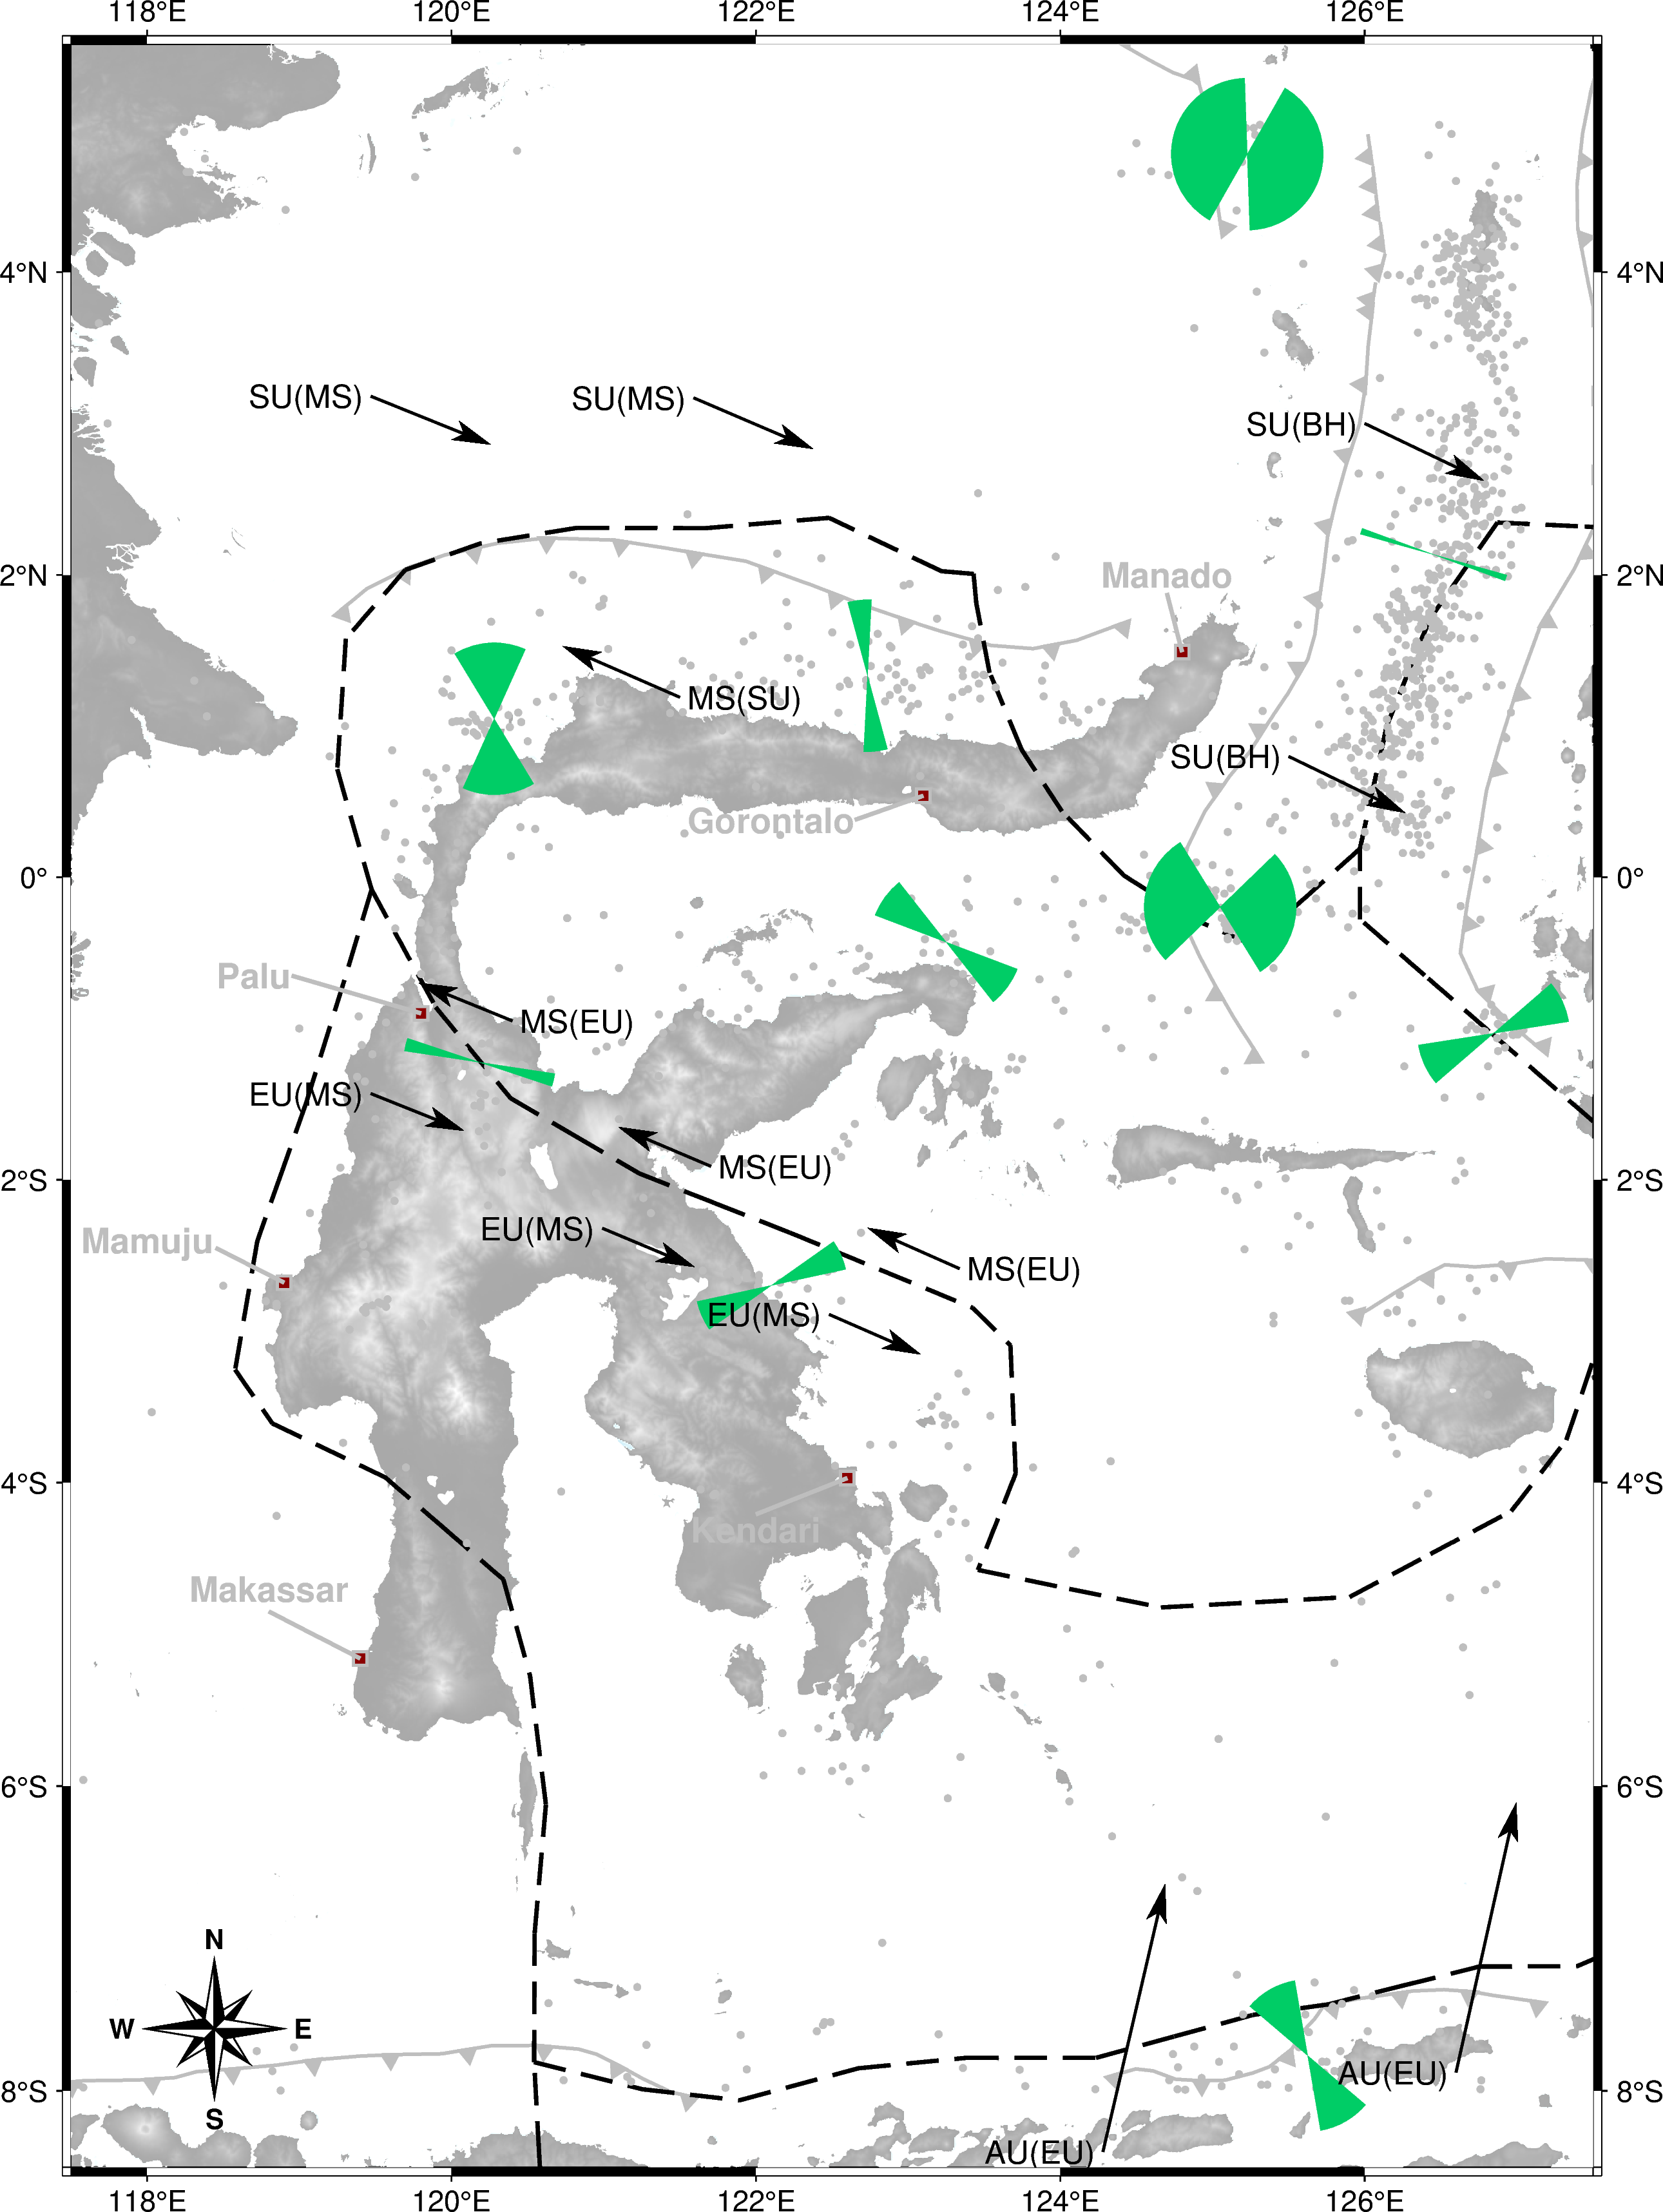 118°E 120°E 122°E 124°E 126°E
4°N 4°N
SU(MS) SU(MS)
SU(BH)
2°N Manado 2°N
MS(SU)
SU(BH)
Gorontalo
0° 0°
Palu
MS(EU)
EU(MS)
MS(EU)
2°S 2°S
EU(MS)
Mamuju
MS(EU)
EU(MS)
4°S 4°S
Kendari
Makassar
6°S 6°S
N
W E
AU(EU)
8°S 8°S
S
AU(EU)
118°E 120°E 122°E 124°E 126°E